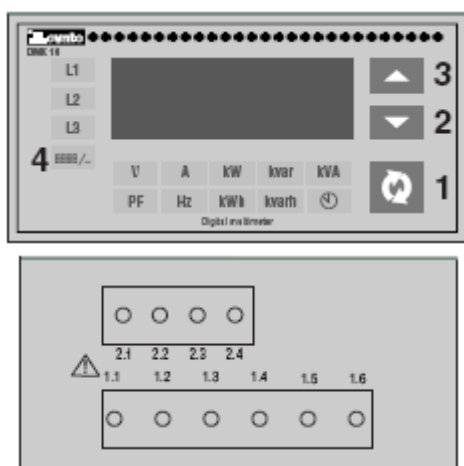 DMK 16
L1
3
L2
2
L3
4
V A kW kvar kVA
1
PF Hz kWh kvarh
Digital multimeter
2.1 2.2 2.3 2.4
1.1 1.2 1.3 1.4 1.5 1.6